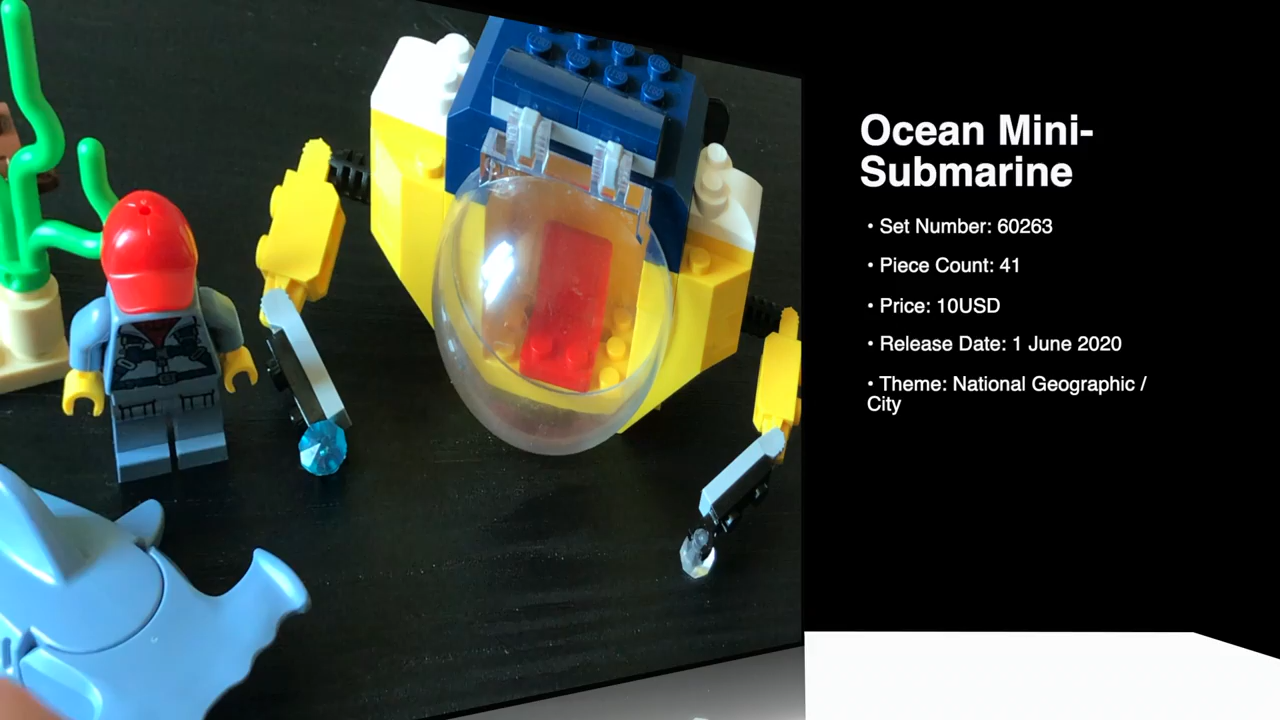 Ocean Mini-
Submarine
• Set Number: 60263
• Piece Count: 41
• Price: 10USD
• Release Date: 1 June 2020
• Theme: National Geographic /
City